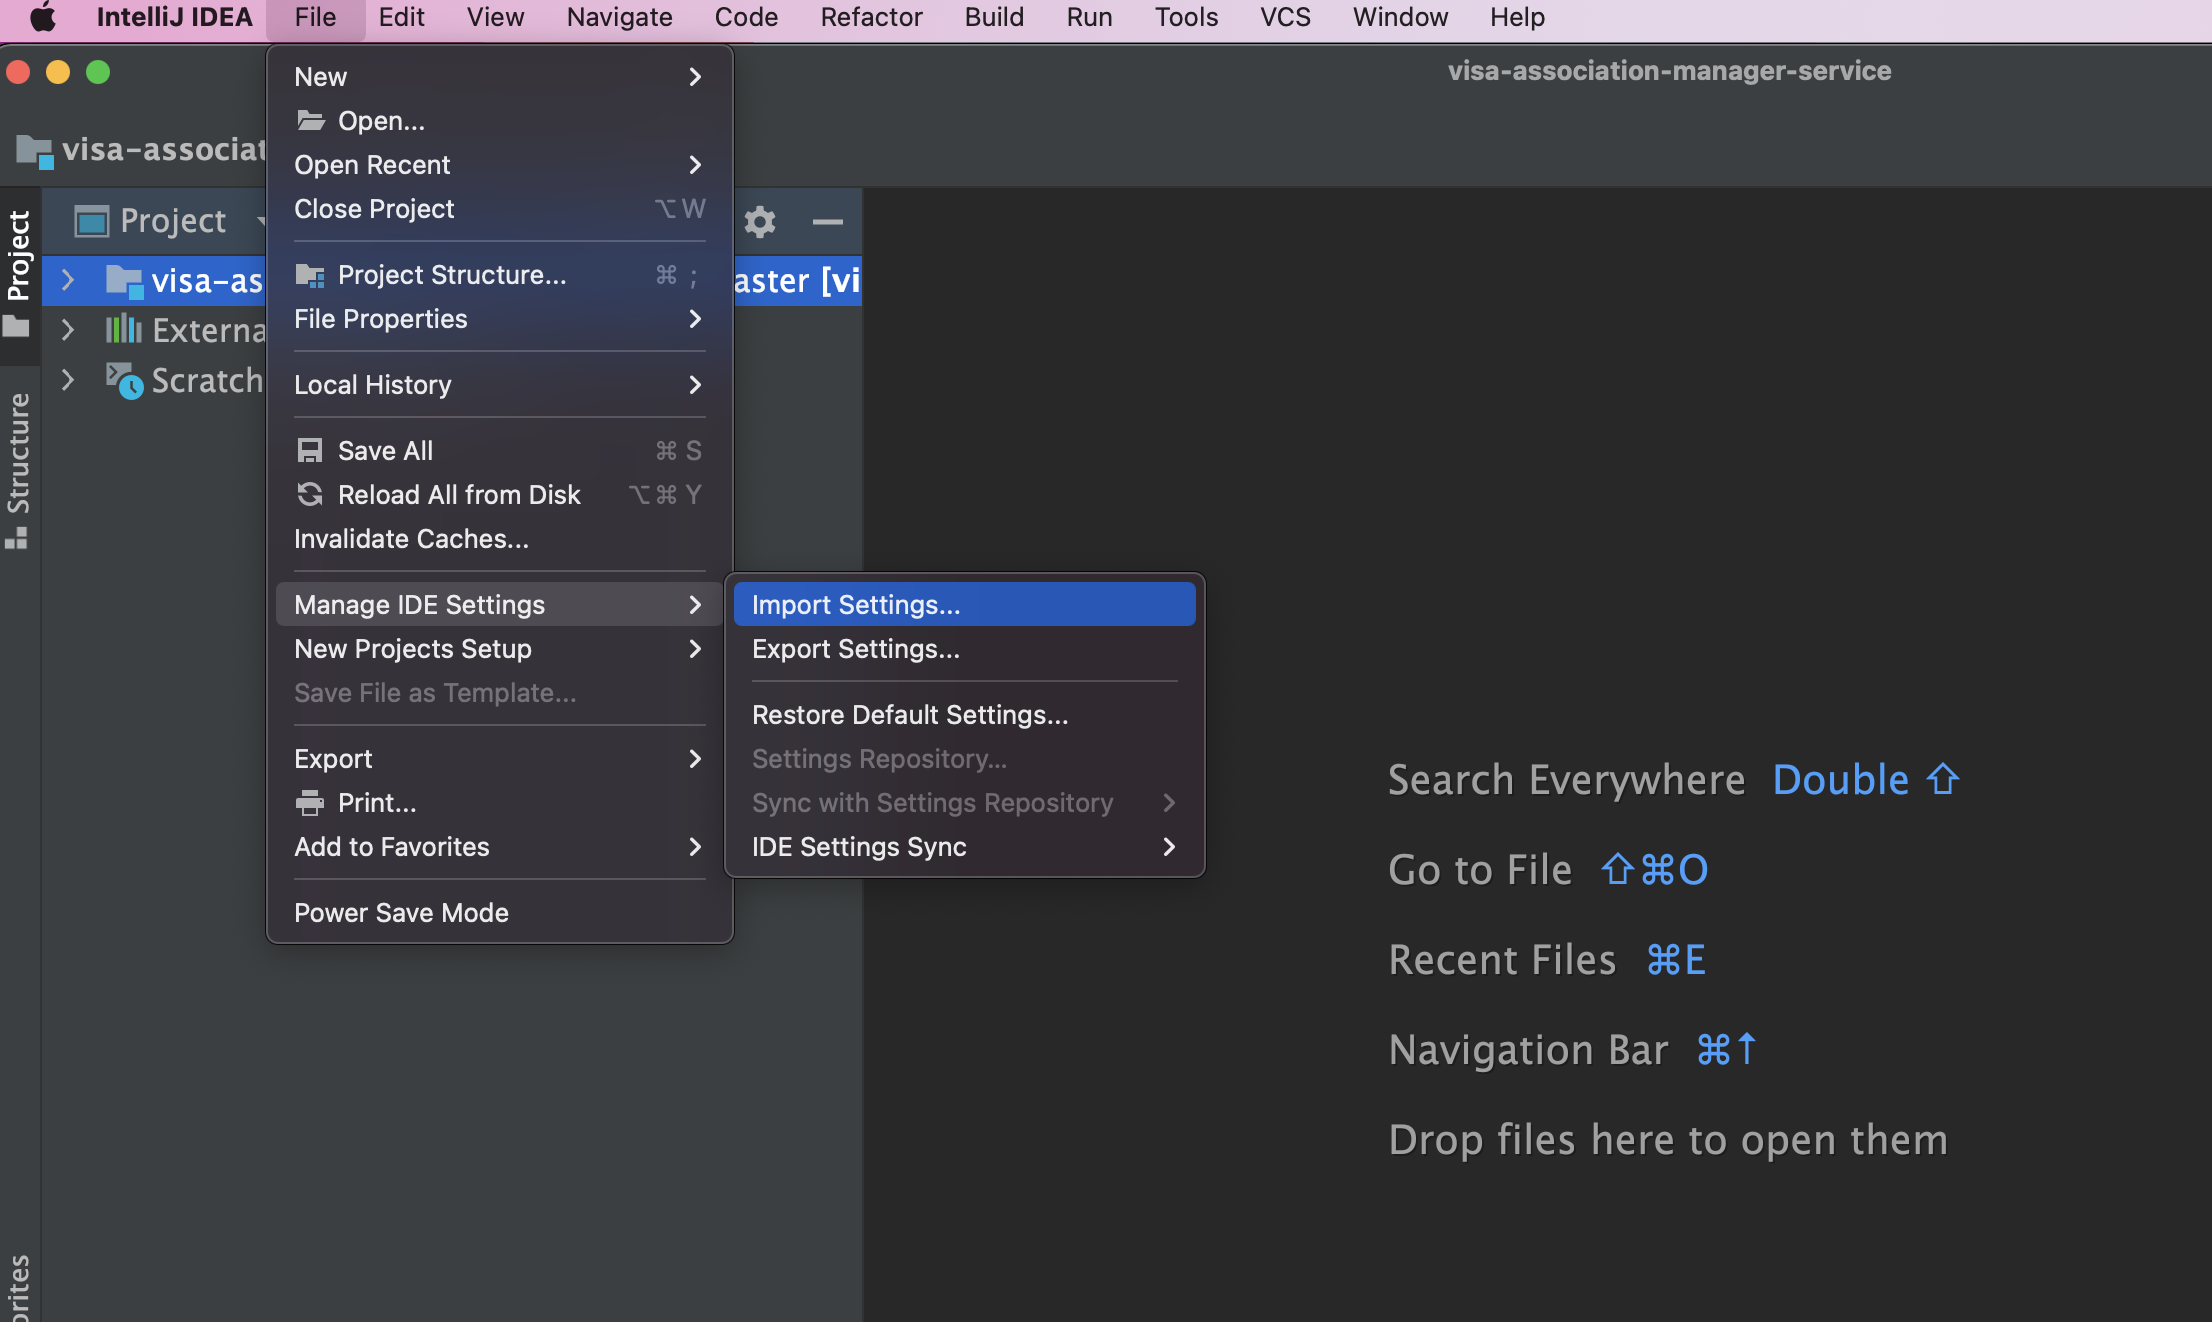 IntelliJ IDEA File Edit View Navigate Code Refactor Build Run Tools VCS Window Help
visa-association-manager-service
visa-associat
Project
visa-as
aster [vi
Externa
Scratch
Project
Structure
orites
New
Open...
Open Recent
Close Project ⌥W
Project Structure... ⌘ ;
File Properties
Local History
Save All ⌘ S
Reload All from Disk ⌥⌘ Y
Invalidate Caches...
Manage IDE Settings
New Projects Setup
Save File as Template...
Export
Print...
Add to Favorites
Power Save Mode
Import Settings...
Export Settings...
Restore Default Settings...
Settings Repository...
Sync with Settings Repository
IDE Settings Sync
Search Everywhere Double ⇧
Go to File ⇧⌘O
Recent Files ⌘E
Navigation Bar ⌘↑
Drop files here to open them